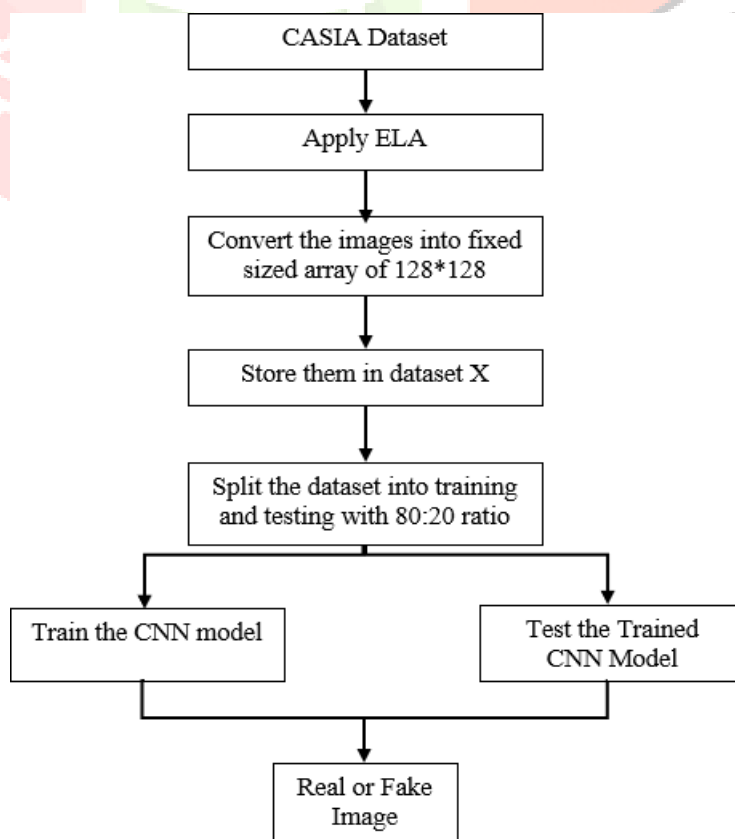 CASIA Dataset
Apply ELA
Convert the images into fixed
sized array of 128*128
Store them in dataset X
Split the dataset into training
and testing with 80:20 ratio
Train the CNN model
Test the Trained
CNN Model
Real or Fake
Image